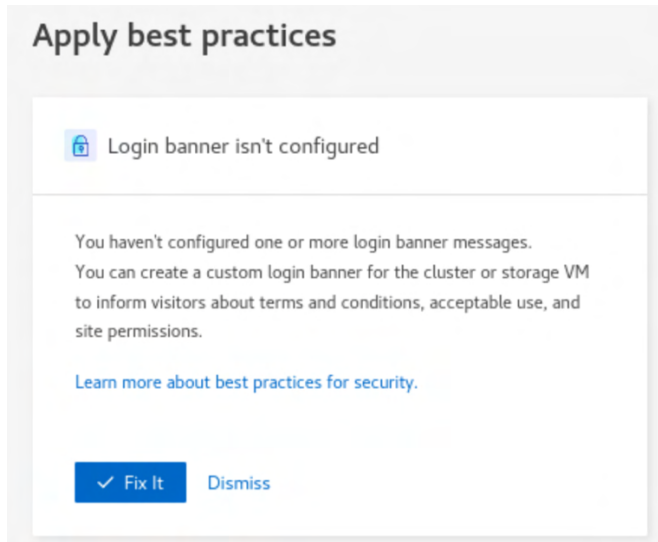 Apply best practices
Login banner isn't configured
You haven't configured one or more login banner messages.
You can create a custom login banner for the cluster or storage VM
to inform visitors about terms and conditions, acceptable use, and
site permissions.
Learn more about best practices for security.
Fix It
Dismiss